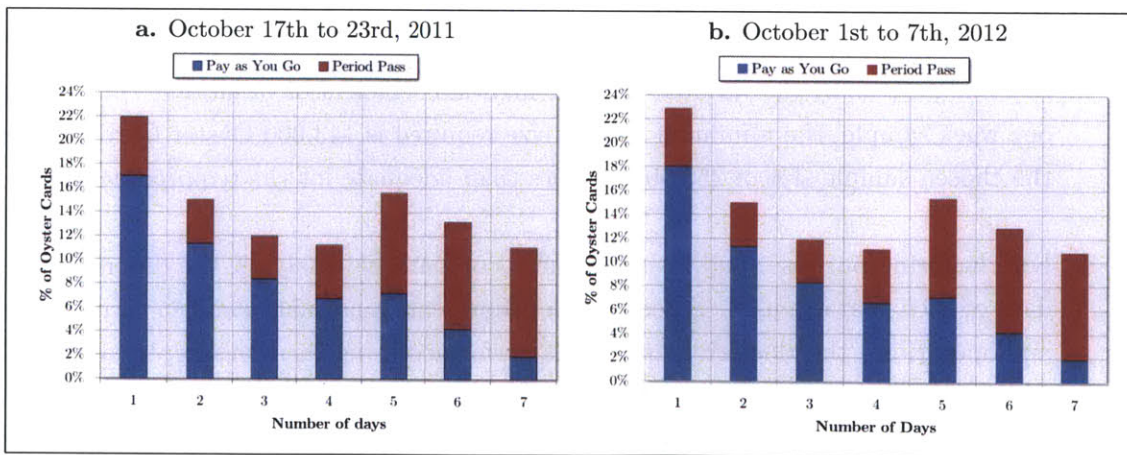 a. October 17th to 23rd, 2011
Pay as You Go Period Pass
% of Oyster Cards
24%
22%
20%
18%
16%
14%
12%
10%
8%
6%
4%
2%
0%
1 2 3 4 5 6 7
Number of days
b. October 1st to 7th, 2012
Pay as You Go Period Pass
% of Oyster Cards
24%
22%
20%
18%
16%
14%
12%
10%
8%
6%
4%
2%
0%
1 2 3 4 5 6 7
Number of Days